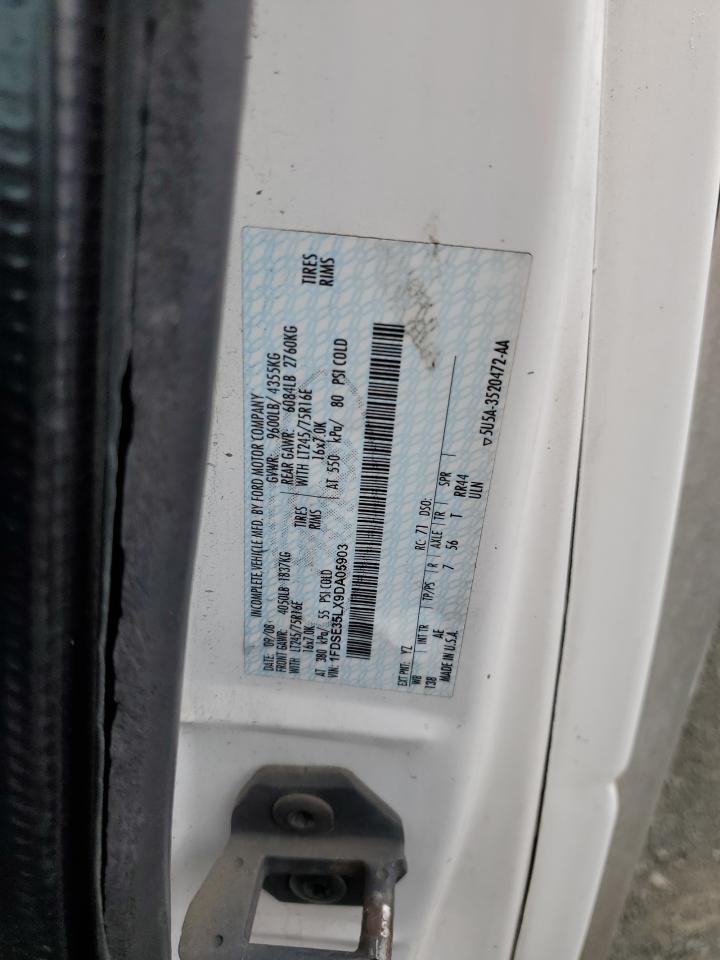 INCOMPLETE VEHICLE MFD. BY FORD MOTOR COMPANY
DATE: 09/08 GVWR: 9600LB/ 4355KG
FRONT GAWR: 4050LB 1837KG REAR GAWR: 6084LB 2760KG
WITH LT245/75R16E TIRES WITH LT245/75R16E TIRES
16x7.0K RIMS 16x7.0K RIMS
AT 380 kPa/ 55 PSI COLD AT 550 kPa/ 80 PSI COLD
VIN: 1FDSE35LX9DA05903
EXT PNT: YZ RC: 71 DSO:
WB INT TR TP/PS R AXLE TR SPR
138 AE 7 56 T RR44
MADE IN U.S.A. ULN
▽5U5A-3520472-AA